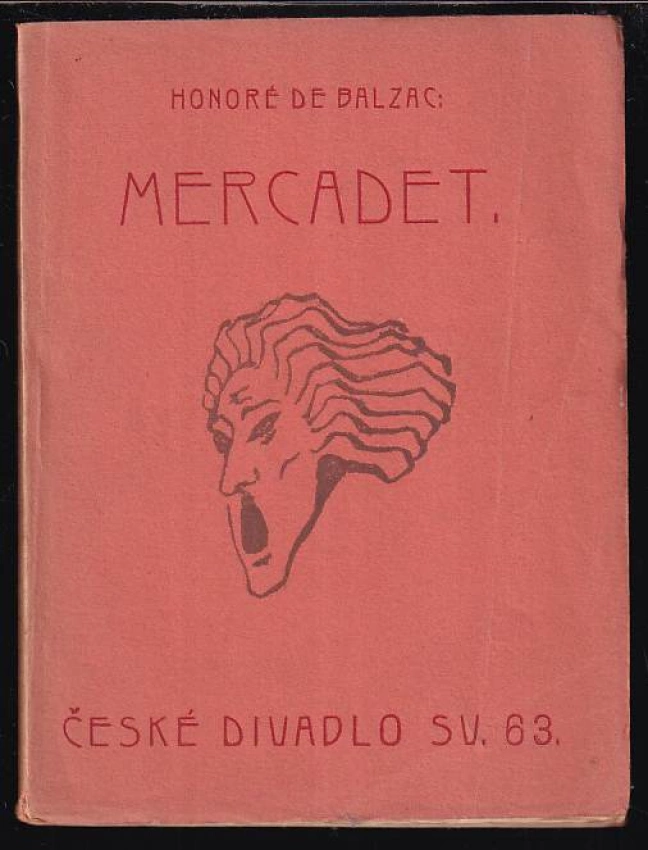 HONORÉ DE BALZAC:
MERCADET.
ČESKÉ DIVADLO SV. 63.